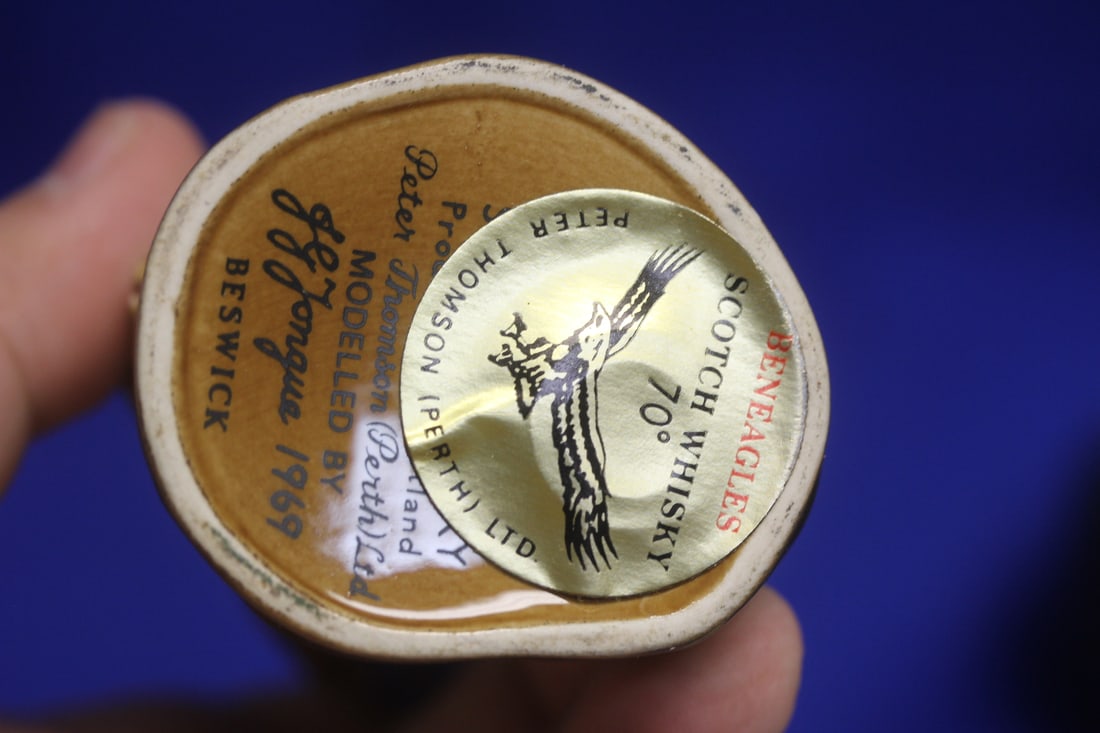 BENEAGLES
SCOTCH WHISKY
70°
PETER THOMSON (PERTH) LTD.
Peter Thomson (Perth) Ltd
MODELLED BY
J G Tongue 1969
BESWICK